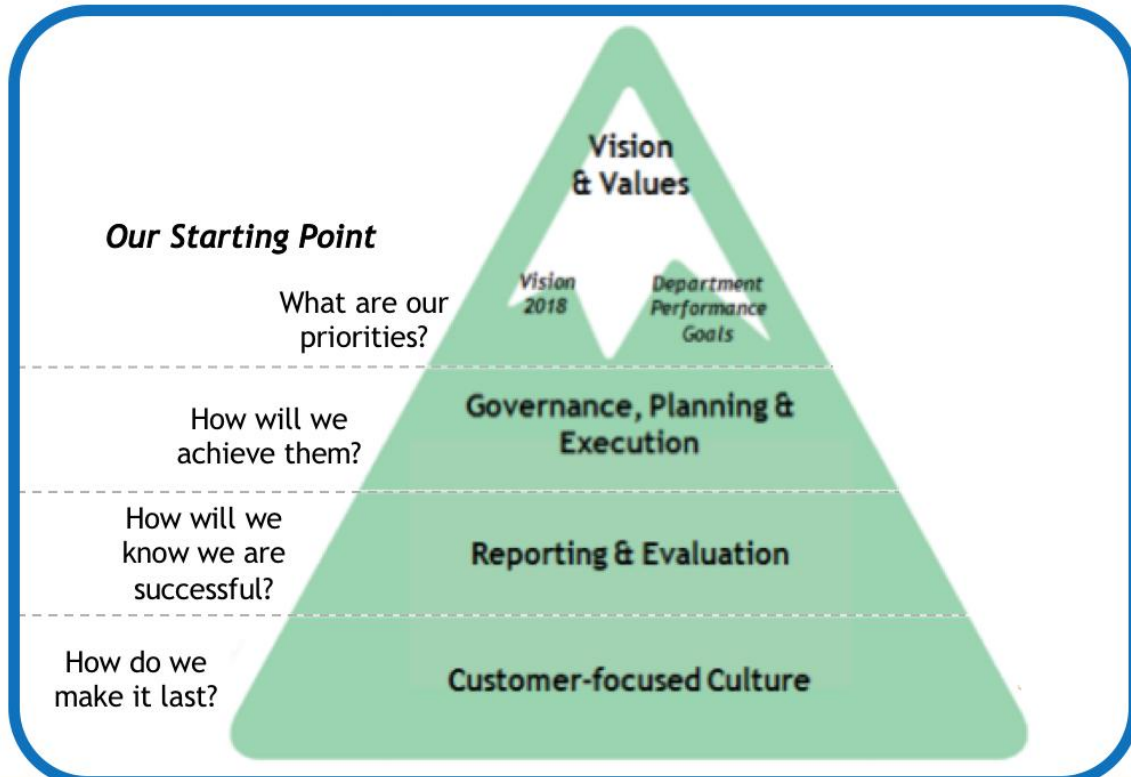 Vision
& Values
Our Starting Point
What are our
priorities?
Vision
2018
Department
Performance
Goals
How will we
achieve them?
Governance, Planning &
Execution
How will we
know we are
successful?
Reporting & Evaluation
How do we
make it last?
Customer-focused Culture